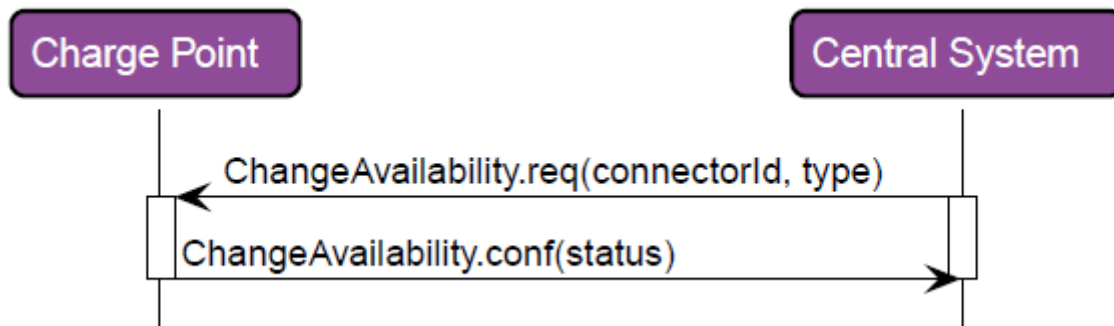 Charge Point
Central System
ChangeAvailability.req(connectorId, type)
ChangeAvailability.conf(status)